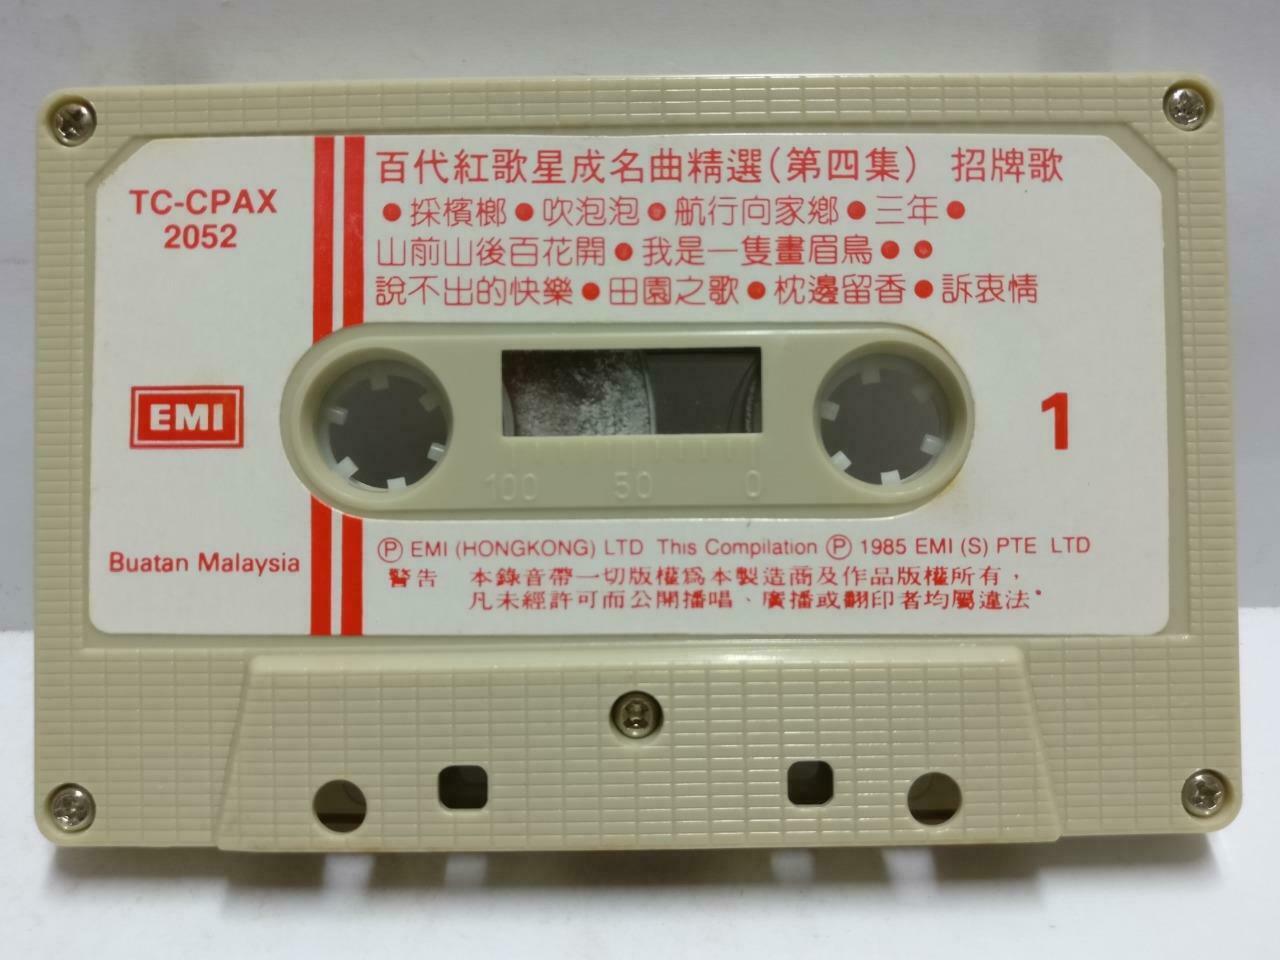 TC-CPAX
2052
百代紅歌星成名曲精選(第四集) 招牌歌
●採檳榔●吹泡泡●航行向家鄉●三年●
山前山後百花開●我是一隻畫眉鳥●●
說不出的快樂●田園之歌●枕邊留香●訴衷情
EMI
1
100 50 0
Buatan Malaysia
Ⓟ EMI (HONGKONG) LTD This Compilation Ⓟ 1985 EMI (S) PTE LTD
警告 本錄音帶一切版權爲本製造商及作品版權所有，
凡未經許可而公開播唱、廣播或翻印者均屬違法。